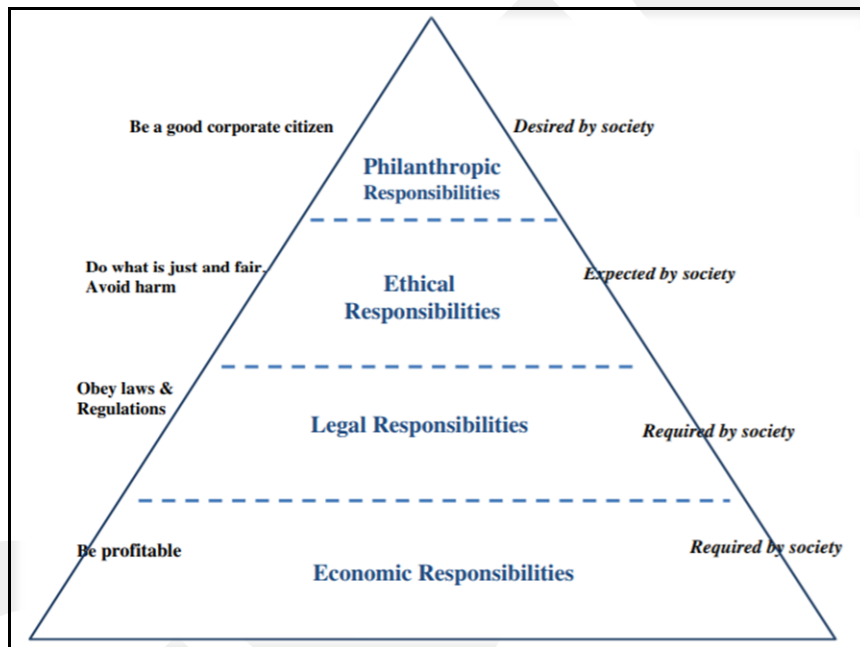 Be a good corporate citizen
Desired by society
Philanthropic
Responsibilities
Do what is just and fair,
Avoid harm
Expected by society
Ethical
Responsibilities
Obey laws &
Regulations
Legal Responsibilities
Required by society
Be profitable
Required by society
Economic Responsibilities